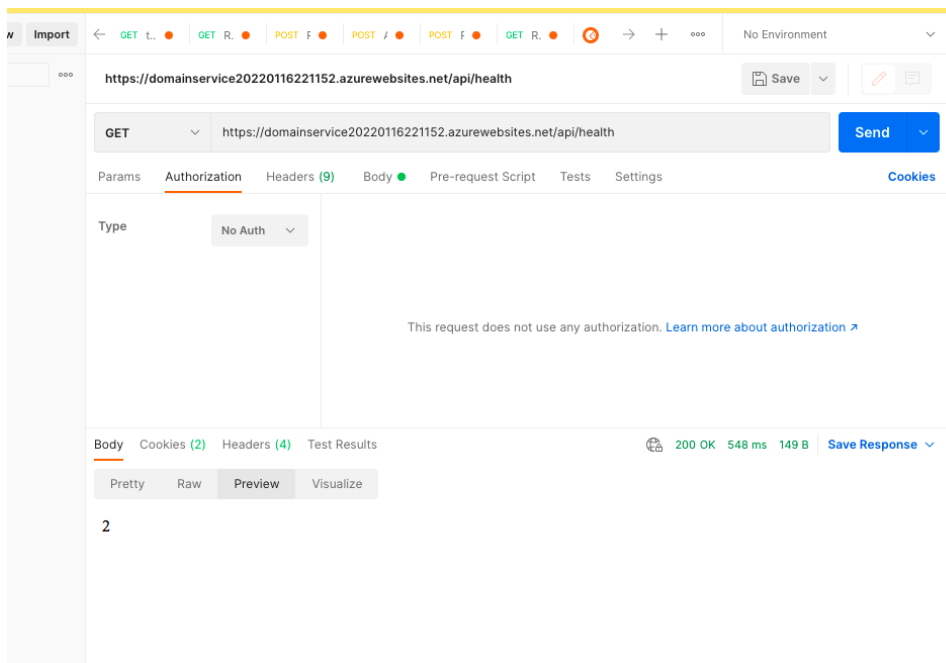 w Import ← GET t.. GET R. POST F POST A POST F GET R. → + ooo No Environment
ooo https://domainservice20220116221152.azurewebsites.net/api/health Save
GET https://domainservice20220116221152.azurewebsites.net/api/health Send
Params Authorization Headers (9) Body Pre-request Script Tests Settings Cookies
Type No Auth
This request does not use any authorization. Learn more about authorization ↗
Body Cookies (2) Headers (4) Test Results 200 OK 548 ms 149 B Save Response
Pretty Raw Preview Visualize
2